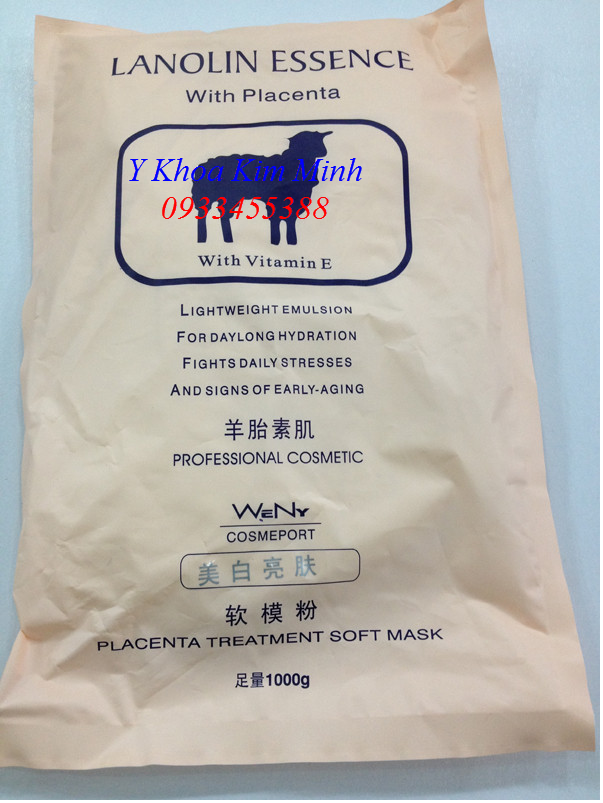 LANOLIN ESSENCE
With Placenta
Y Khoa Kim Minh
0933455388
With Vitamin E
LIGHTWEIGHT EMULSION
FOR DAYLONG HYDRATION
FIGHTS DAILY STRESSES
AND SIGNS OF EARLY-AGING
羊胎素肌
PROFESSIONAL COSMETIC
WENY
COSMEPORT
美白亮肤
软模粉
PLACENTA TREATMENT SOFT MASK
足量1000g